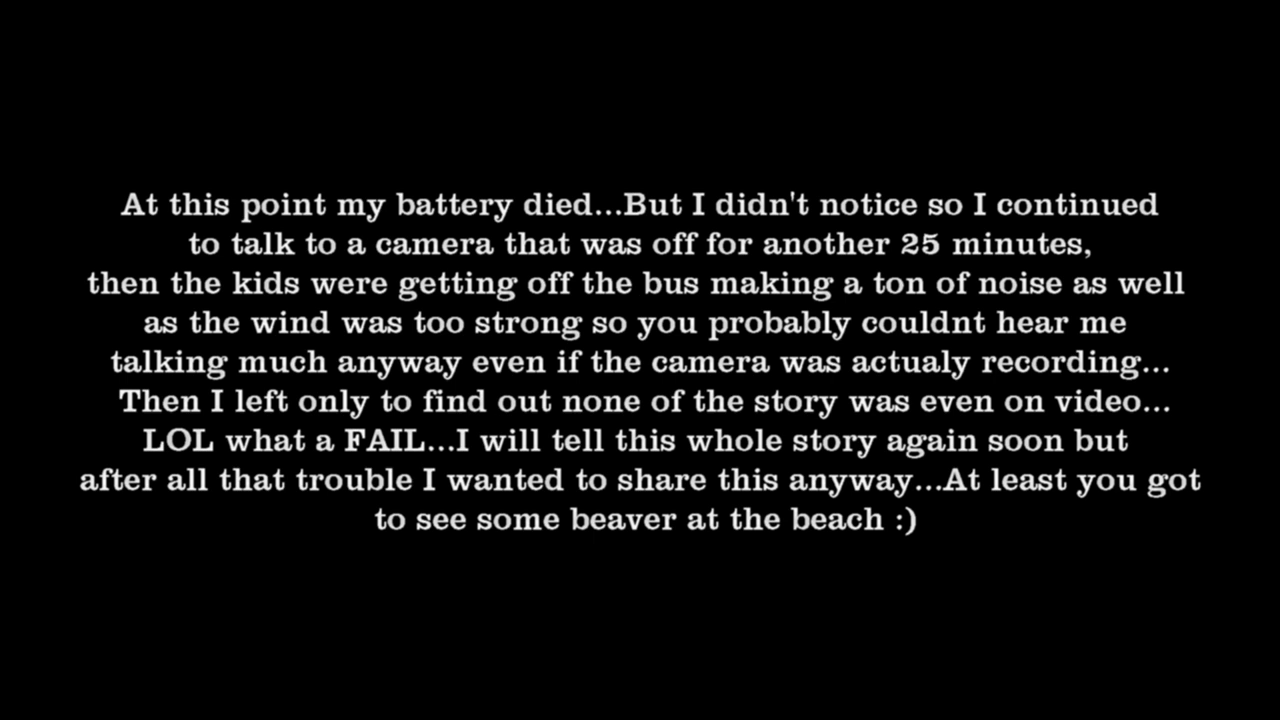 At this point my battery died...But I didn't notice so I continued
to talk to a camera that was off for another 25 minutes,
then the kids were getting off the bus making a ton of noise as well
as the wind was too strong so you probably couldnt hear me
talking much anyway even if the camera was actualy recording...
Then I left only to find out none of the story was even on video...
LOL what a FAIL...I will tell this whole story again soon but
after all that trouble I wanted to share this anyway...At least you got
to see some beaver at the beach :)